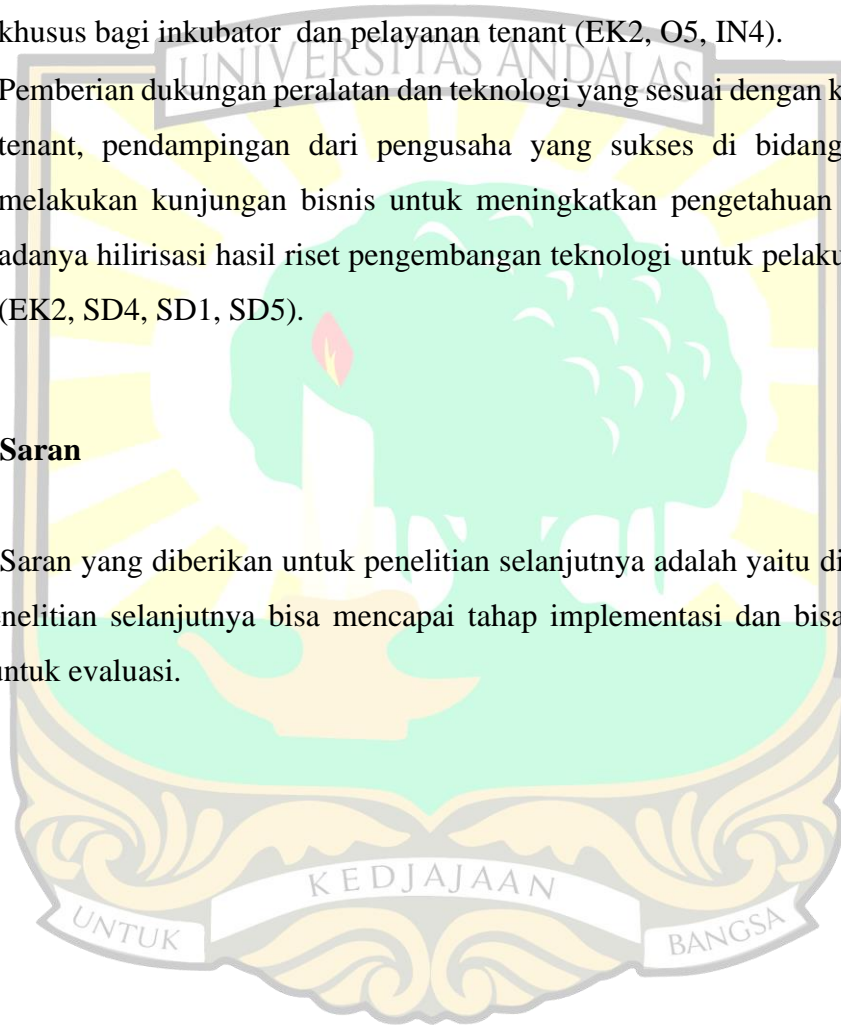 khusus bagi inkubator dan pelayanan tenant (EK2, O5, IN4).
UNIVERSITAS ANDALAS
Pemberian dukungan peralatan dan teknologi yang sesuai dengan
tenant, pendampingan dari pengusaha yang sukses di bidang
melakukan kunjungan bisnis untuk meningkatkan pengetahuan
adanya hilirisasi hasil riset pengembangan teknologi untuk pelaku
(EK2, SD4, SD1, SD5).
Saran
Saran yang diberikan untuk penelitian selanjutnya adalah yaitu
selanjutnya bisa mencapai tahap implementasi dan bisa
untuk evaluasi.
KEDJAJAAN
UNTUK
BANGSA